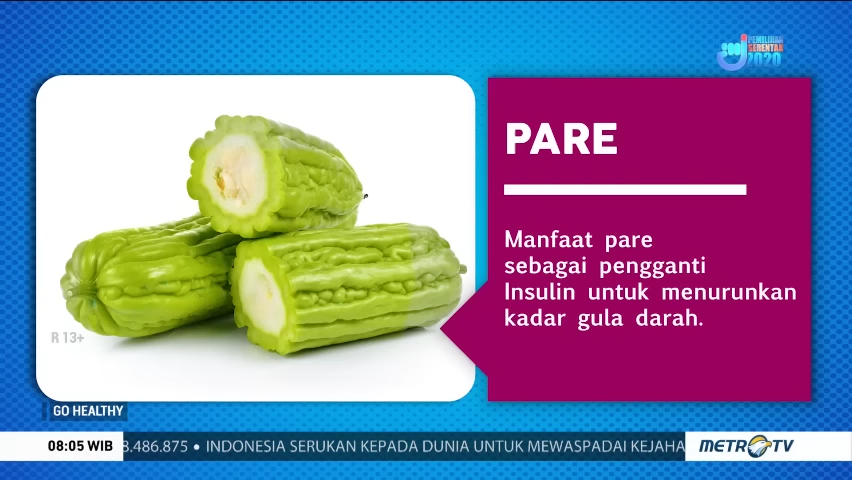 PEMILIHAN
SERENTAK
2020
PARE
Manfaat pare
sebagai pengganti
Insulin untuk menurunkan
kadar gula darah.
R 13+
GO HEALTHY
08:05 WIB
8.486.875 • INDONESIA SERUKAN KEPADA DUNIA UNTUK MEWASPADAI KEJAHA
METRO TV